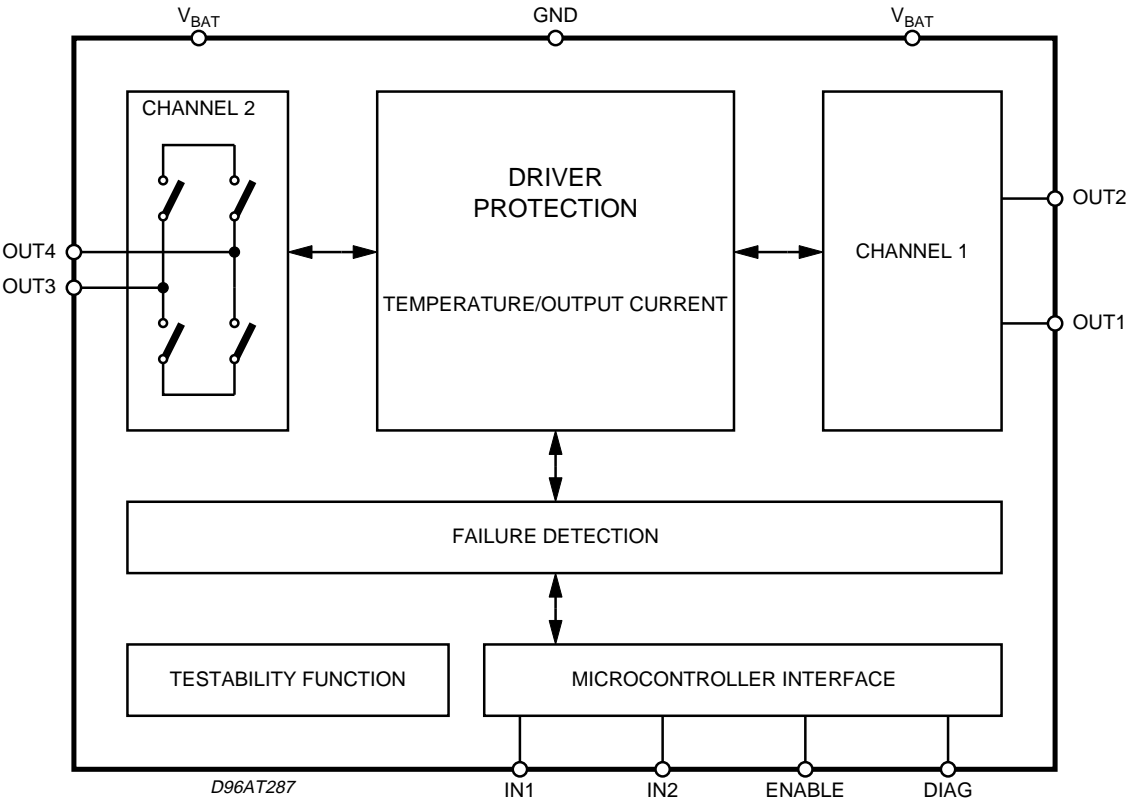 VBAT
GND
VBAT
CHANNEL 2
DRIVER
PROTECTION
OUT2
OUT4
CHANNEL 1
OUT3
TEMPERATURE/OUTPUT CURRENT
OUT1
FAILURE DETECTION
TESTABILITY FUNCTION
MICROCONTROLLER INTERFACE
D96AT287
IN1
IN2
ENABLE
DIAG